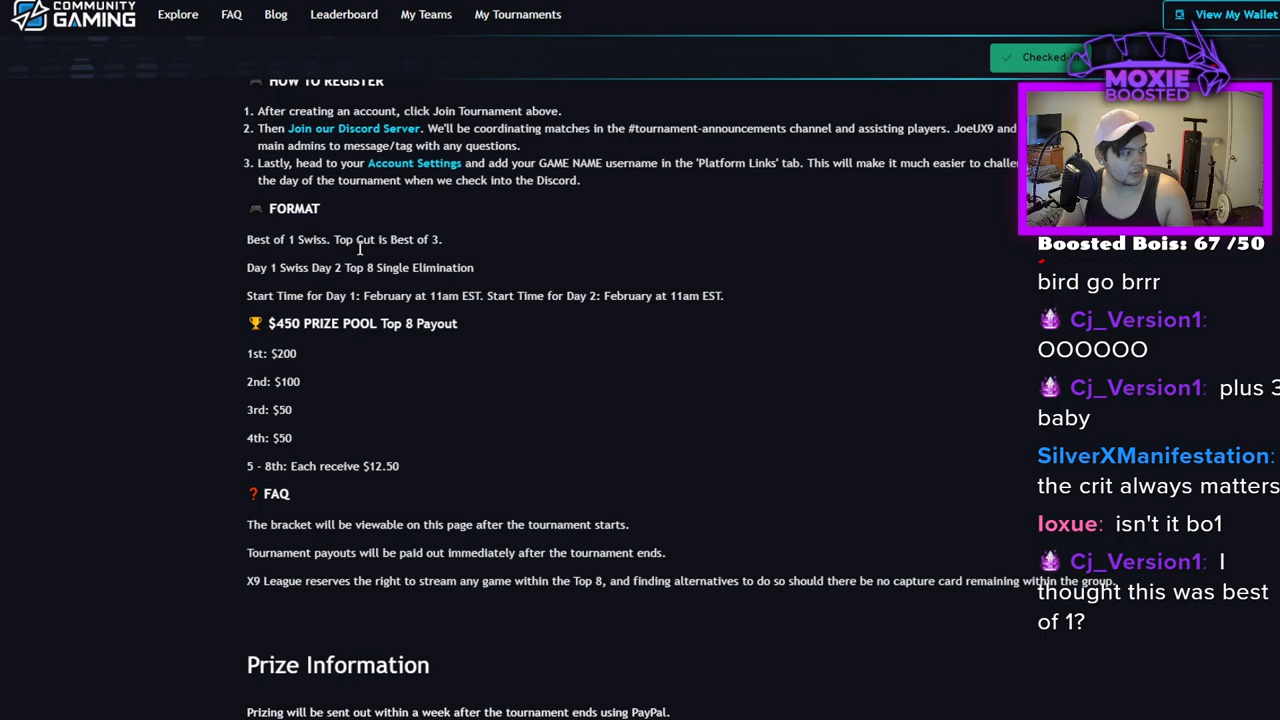 COMMUNITY
GAMING
Explore
FAQ
Blog
Leaderboard
My Teams
My Tournaments
View My Wallet
Checked-
MOXIE
BOOSTED
HOW TO REGISTER
1. After creating an account, click Join Tournament above.
2. Then Join our Discord Server. We'll be coordinating matches in the #tournament-announcements channel and assisting players. JoeUX9 and
main admins to message/tag with any questions.
3. Lastly, head to your Account Settings and add your GAME NAME username in the 'Platform Links' tab. This will make it much easier to challen
the day of the tournament when we check into the Discord.
FORMAT
Best of 1 Swiss. Top Cut is Best of 3.
Day 1 Swiss Day 2 Top 8 Single Elimination
Start Time for Day 1: February at 11am EST. Start Time for Day 2: February at 11am EST.
$450 PRIZE POOL Top 8 Payout
1st: $200
2nd: $100
3rd: $50
4th: $50
5 - 8th: Each receive $12.50
❓ FAQ
The bracket will be viewable on this page after the tournament starts.
Tournament payouts will be paid out immediately after the tournament ends.
X9 League reserves the right to stream any game within the Top 8, and finding alternatives to do so should there be no capture card remaining within the group.
Prize Information
Prizing will be sent out within a week after the tournament ends using PayPal.
Boosted Bois: 67 /50
bird go brrr
Cj_Version1:
OOOOOO
Cj_Version1: plus 3
baby
SilverXManifestation:
the crit always matters
loxue: isn't it bo1
Cj_Version1: I
thought this was best
of 1?